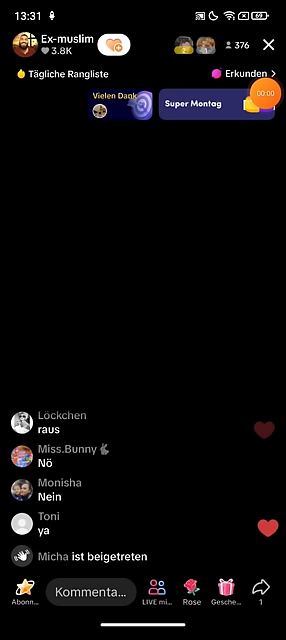 13:31
69
Ex-muslim
3.8K
376
Tägliche Rangliste
Erkunden
Vielen Dank
Super Montag
00:00
Löckchen
raus
Miss.Bunny
Nö
Monisha
Nein
Toni
ya
Micha ist beigetreten
Kommenta...
Abonn...
LIVE mi...
Rose
Gesche...
1